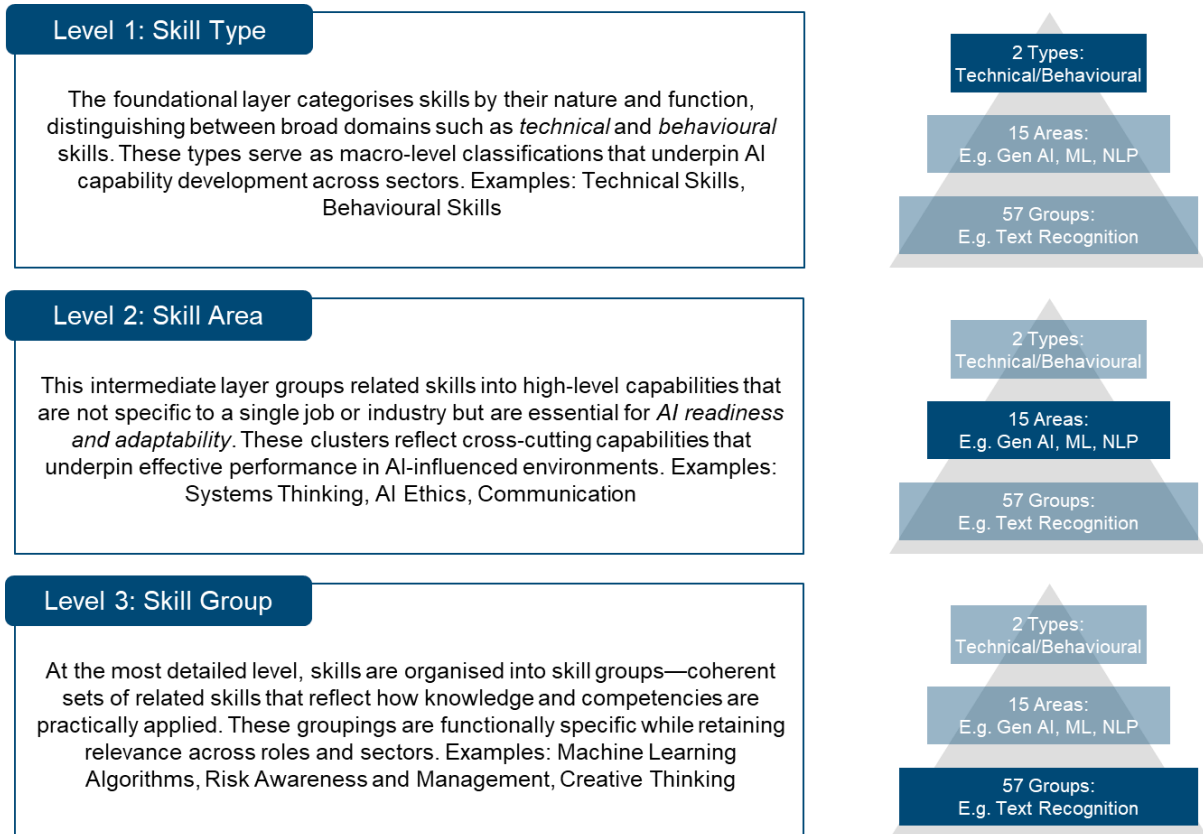 Level 1: Skill Type
The foundational layer categorises skills by their nature and function,
distinguishing between broad domains such as technical and behavioural
skills. These types serve as macro-level classifications that underpin AI
capability development across sectors. Examples: Technical Skills,
Behavioural Skills
2 Types:
Technical/Behavioural
15 Areas:
E.g. Gen AI, ML, NLP
57 Groups:
E.g. Text Recognition
Level 2: Skill Area
This intermediate layer groups related skills into high-level capabilities that
are not specific to a single job or industry but are essential for AI readiness
and adaptability. These clusters reflect cross-cutting capabilities that
underpin effective performance in AI-influenced environments. Examples:
Systems Thinking, AI Ethics, Communication
2 Types:
Technical/Behavioural
15 Areas:
E.g. Gen AI, ML, NLP
57 Groups:
E.g. Text Recognition
Level 3: Skill Group
At the most detailed level, skills are organised into skill groups—coherent
sets of related skills that reflect how knowledge and competencies are
practically applied. These groupings are functionally specific while retaining
relevance across roles and sectors. Examples: Machine Learning
Algorithms, Risk Awareness and Management, Creative Thinking
2 Types:
Technical/Behavioural
15 Areas:
E.g. Gen AI, ML, NLP
57 Groups:
E.g. Text Recognition